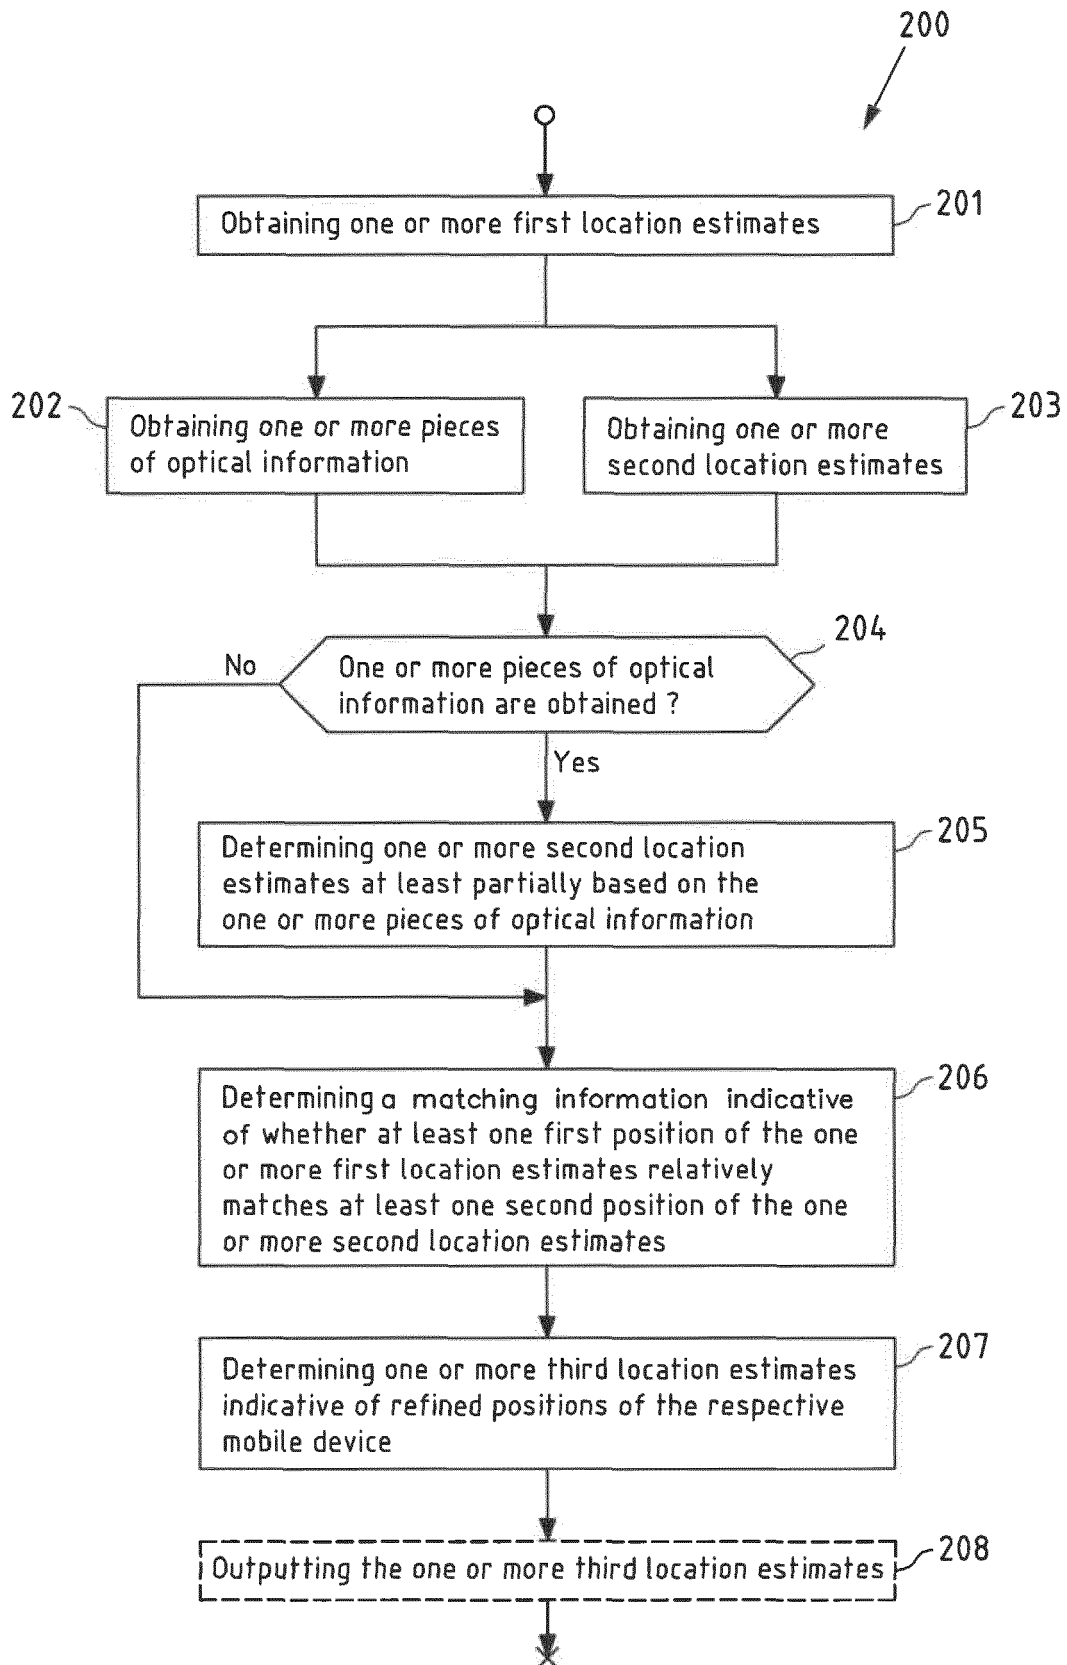 200
201
Obtaining one or more first location estimates
202
Obtaining one or more pieces
of optical information
203
Obtaining one or more
second location estimates
204
No
One or more pieces of optical
information are obtained ?
Yes
205
Determining one or more second location
estimates at least partially based on the
one or more pieces of optical information
206
Determining a matching information indicative
of whether at least one first position of the one
or more first location estimates relatively
matches at least one second position of the one
or more second location estimates
207
Determining one or more third location estimates
indicative of refined positions of the respective
mobile device
208
Outputting the one or more third location estimates